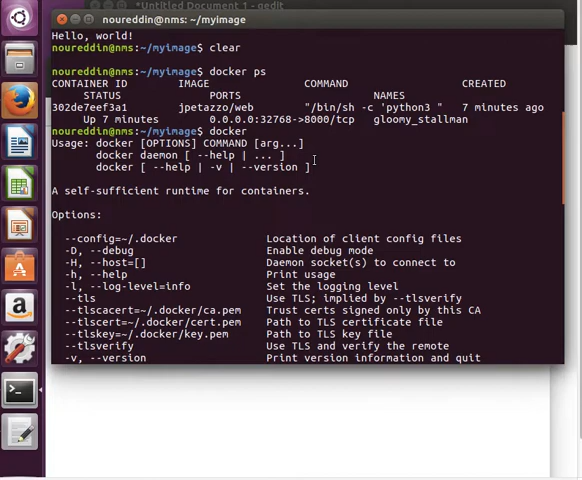 *Untitled Document 1 - gedit
noureddin@nms: ~/myimage
Hello, world!
noureddin@nms:~/myimage$ clear
noureddin@nms:~/myimage$ docker ps
CONTAINER ID IMAGE COMMAND CREATED
STATUS PORTS NAMES
302de7eef3a1 jpetazzo/web "/bin/sh -c 'python3 " 7 minutes ago
Up 7 minutes 0.0.0.0:32768->8000/tcp gloomy_stallman
noureddin@nms:~/myimage$ docker
Usage: docker [OPTIONS] COMMAND [arg...]
docker daemon [ --help | ... ]
docker [ --help | -v | --version ]
A self-sufficient runtime for containers.
Options:
--config=~/.docker Location of client config files
-D, --debug Enable debug mode
-H, --host=[] Daemon socket(s) to connect to
-h, --help Print usage
-l, --log-level=info Set the logging level
--tls Use TLS; implied by --tlsverify
--tlscacert=~/.docker/ca.pem Trust certs signed only by this CA
--tlscert=~/.docker/cert.pem Path to TLS certificate file
--tlskey=~/.docker/key.pem Path to TLS key file
--tlsverify Use TLS and verify the remote
-v, --version Print version information and quit